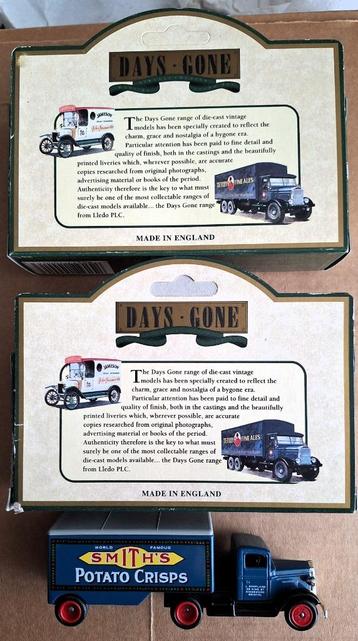 DAYS · GONE
The Days Gone range of die-cast vintage
models has been specially created to reflect the
charm, grace and nostalgia of a bygone era.
Particular attention has been paid to fine detail and
quality of finish, both in the castings and the beautifully
printed liveries which, wherever possible, are accurate
copies researched from original photographs,
advertising material or books of the period.
Authenticity therefore is the key to what must
surely be one of the most collectable ranges of
die-cast models available... the Days Gone range
from Lledo PLC.
JAMESON
FINE ALES
MADE IN ENGLAND
DAYS · GONE
The Days Gone range of die-cast vintage
models has been specially created to reflect the
charm, grace and nostalgia of a bygone era.
Particular attention has been paid to fine detail and
quality of finish, both in the castings and the beautifully
printed liveries which, wherever possible, are accurate
copies researched from original photographs,
advertising material or books of the period.
Authenticity therefore is the key to what must
surely be one of the most collectable ranges of
die-cast models available... the Days Gone range
from Lledo PLC.
JAMESON
FINE ALES
MADE IN ENGLAND
WORLD FAMOUS
SMITH'S
POTATO CRISPS